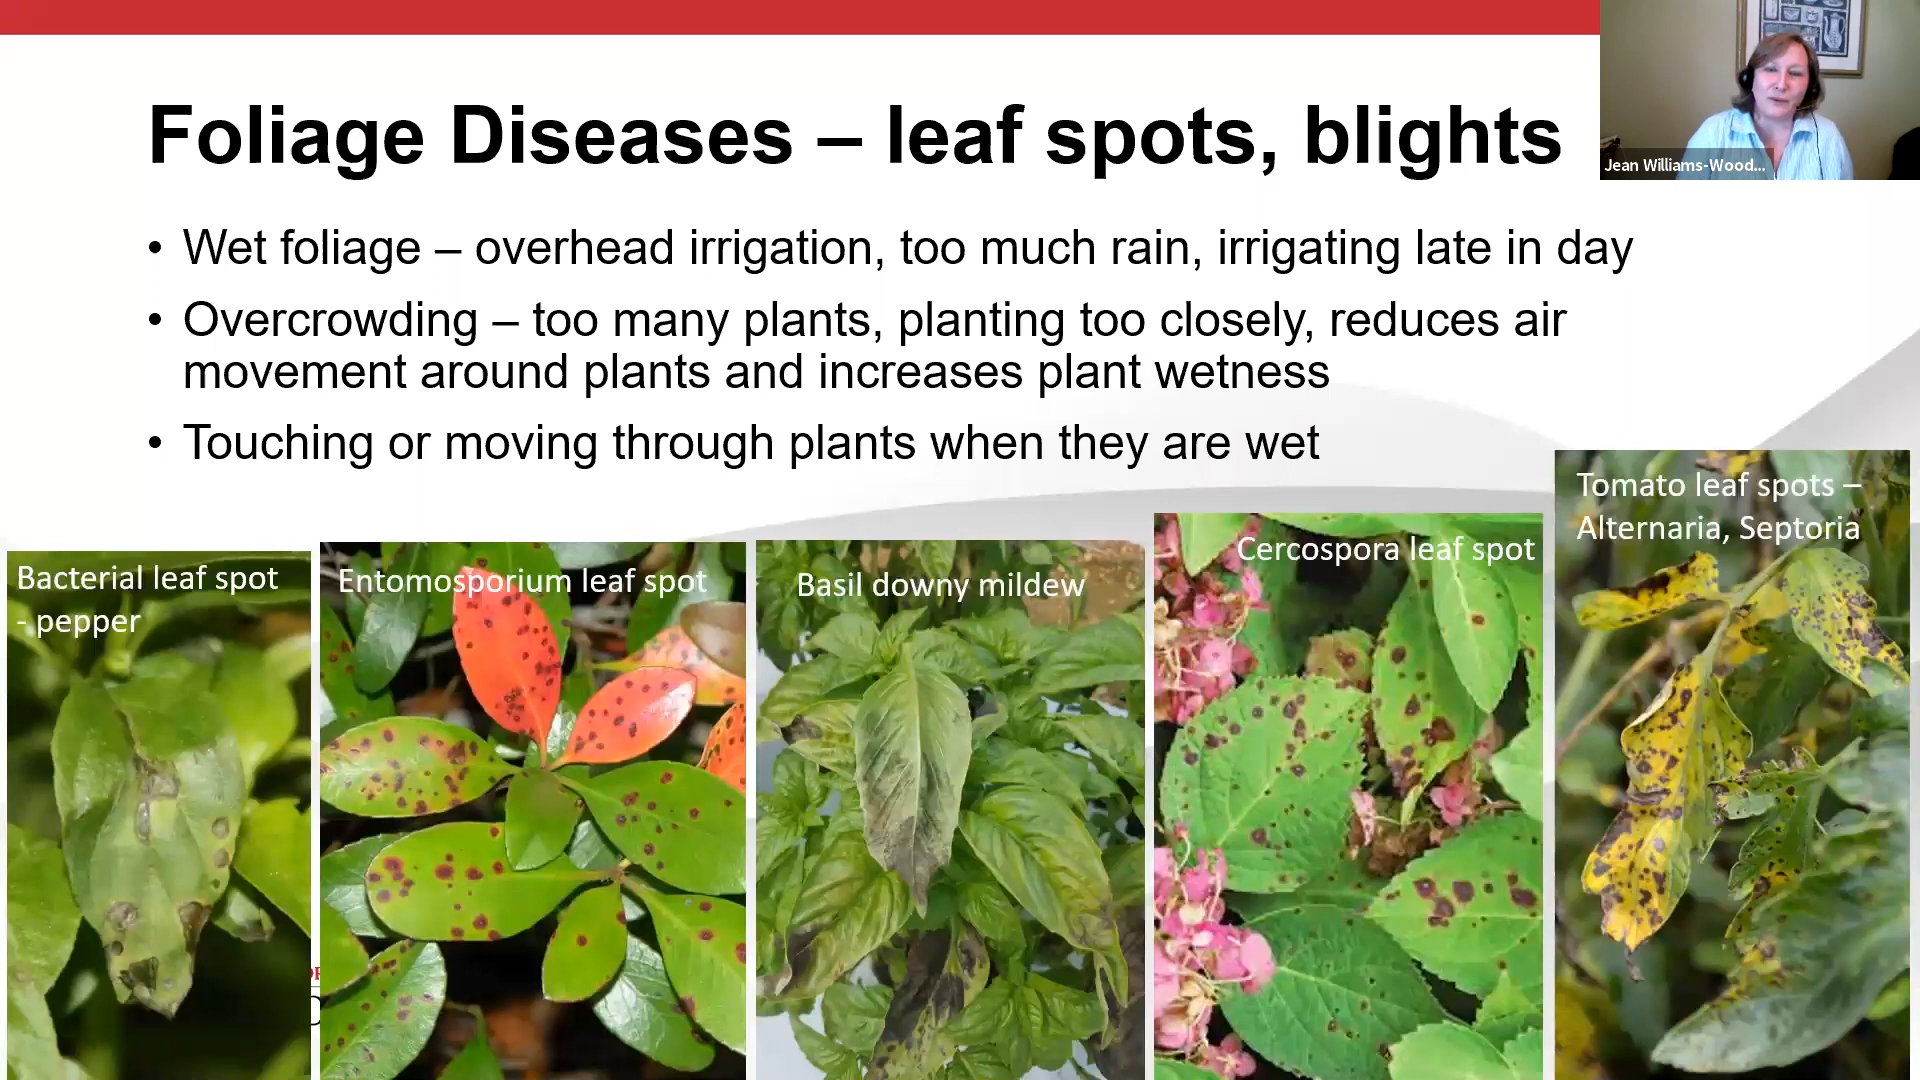 Foliage Diseases – leaf spots, blights
Jean Williams-Wood...
• Wet foliage – overhead irrigation, too much rain, irrigating late in day
• Overcrowding – too many plants, planting too closely, reduces air
movement around plants and increases plant wetness
• Touching or moving through plants when they are wet
Bacterial leaf spot
- pepper
Entomosporium leaf spot
Basil downy mildew
Cercospora leaf spot
Tomato leaf spots –
Alternaria, Septoria